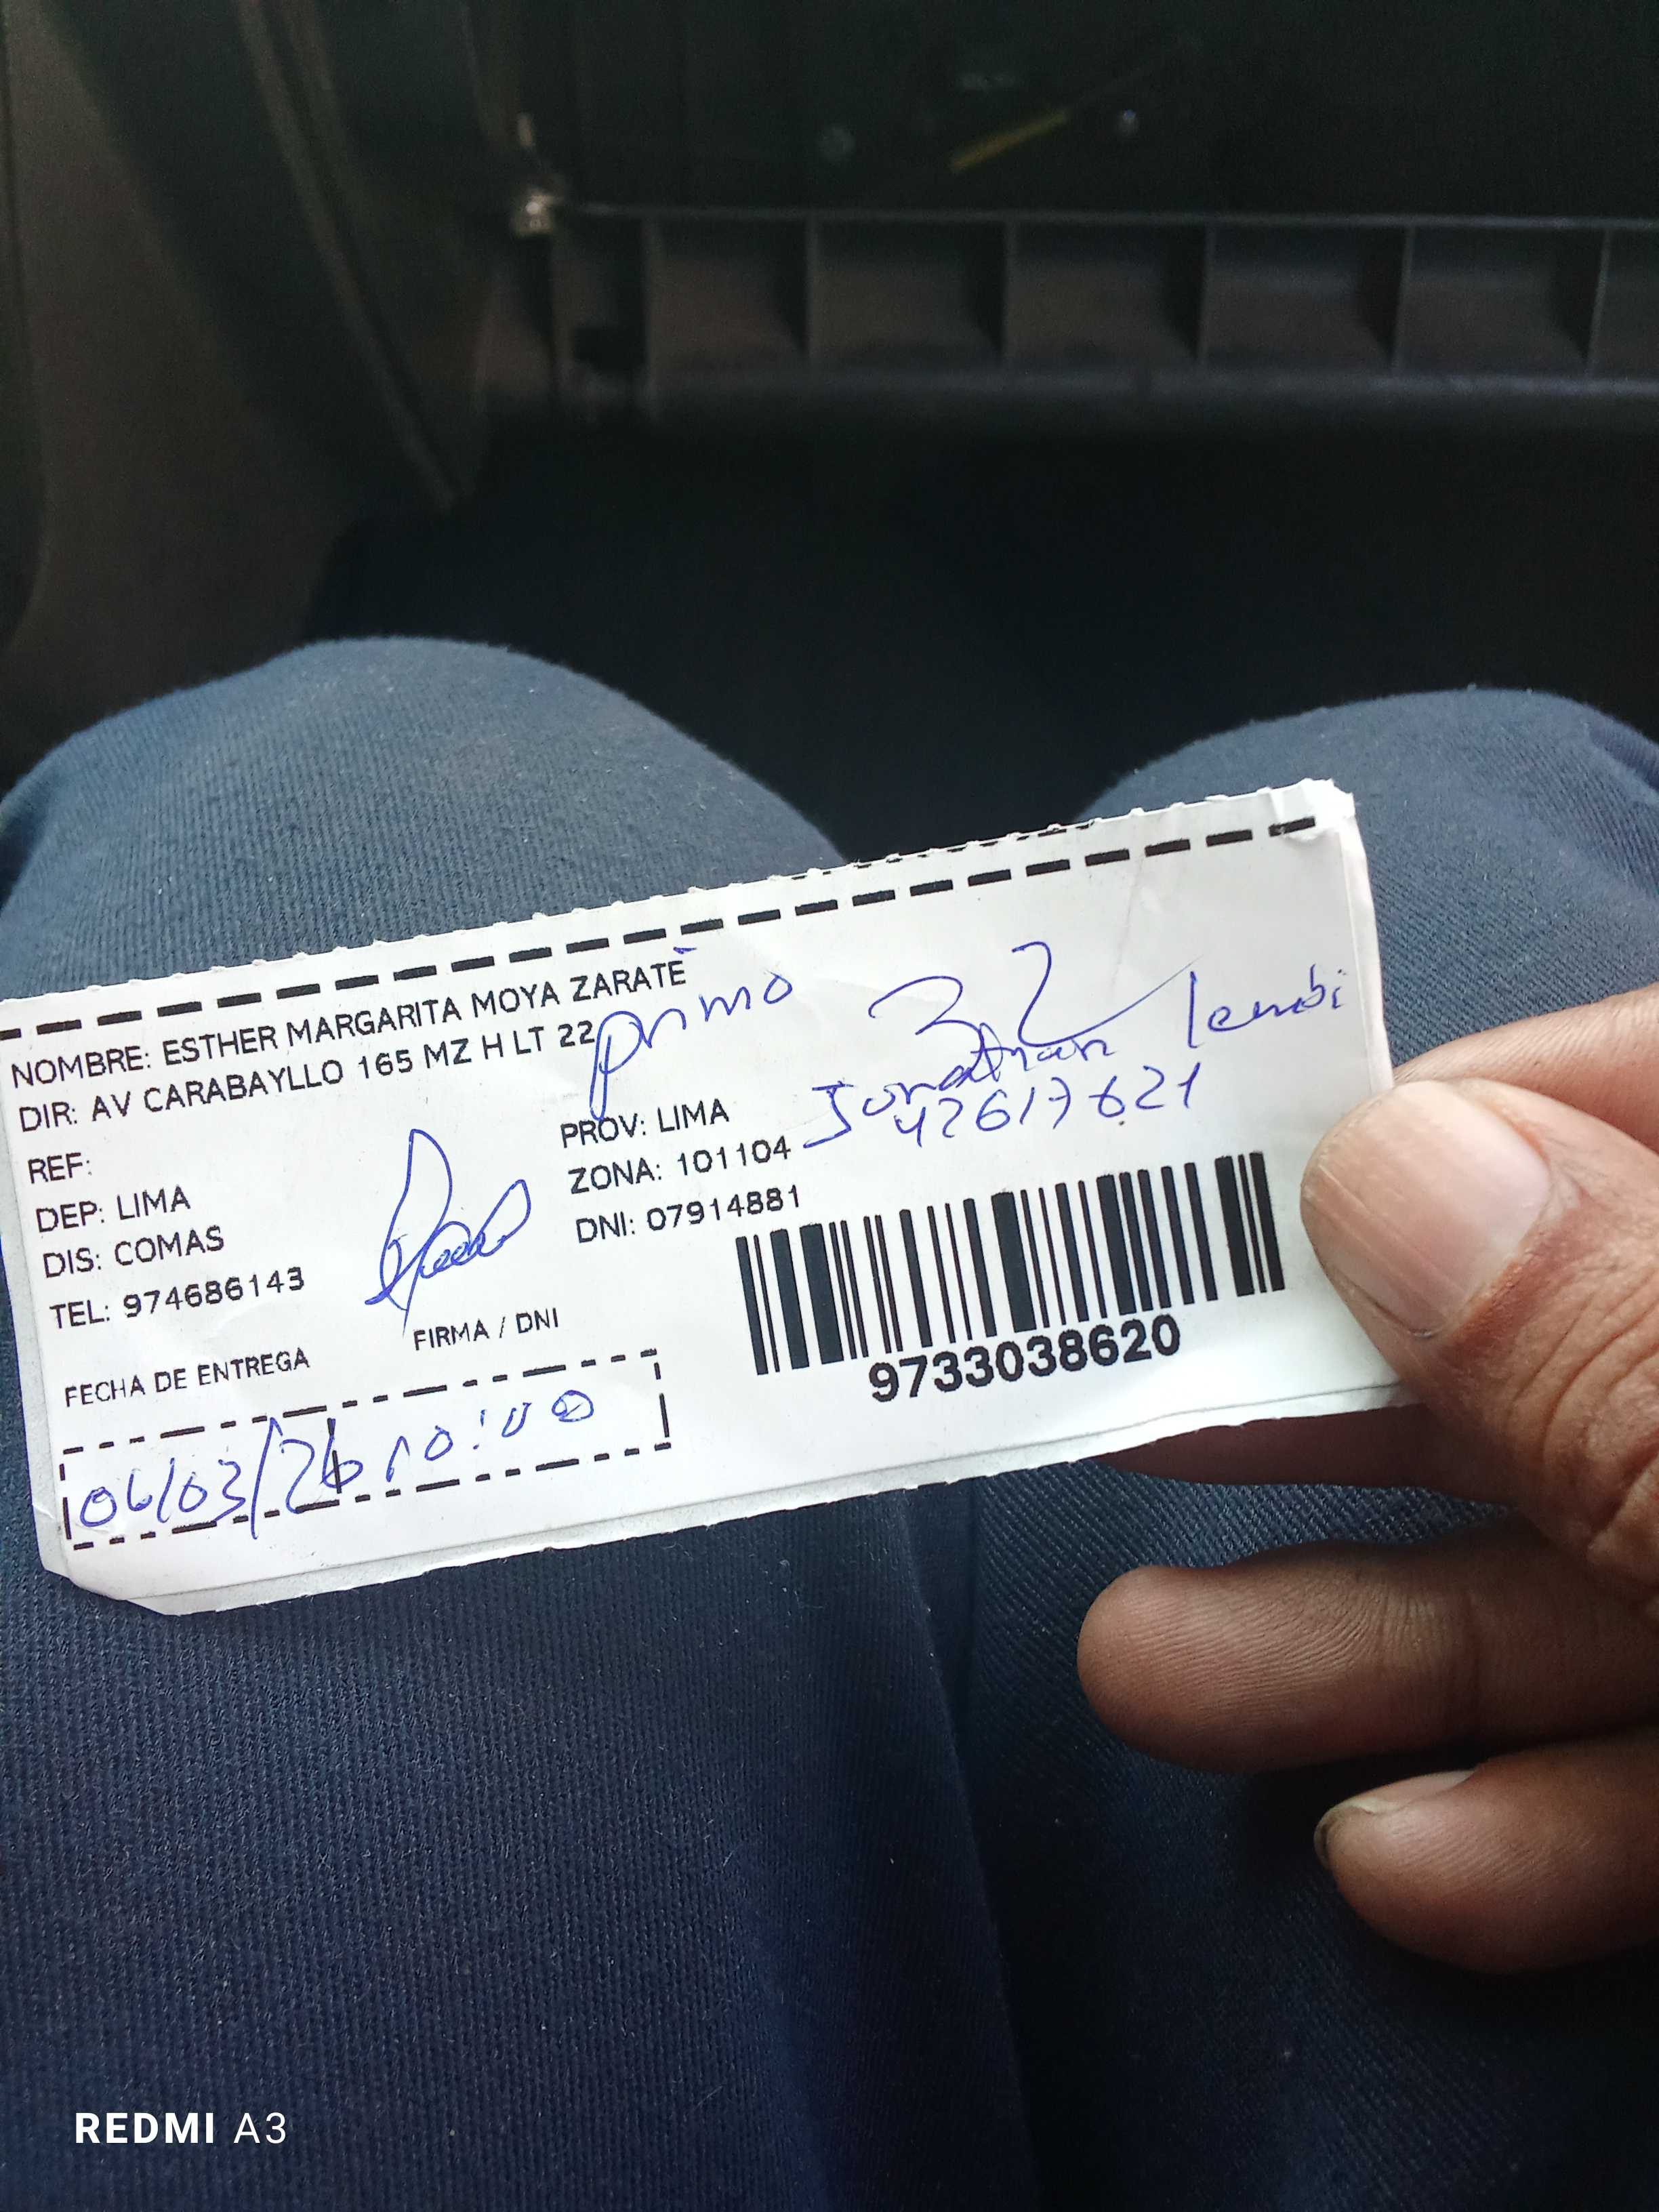 NOMBRE: ESTHER MARGARITA MOYA ZARATE
DIR: AV CARABAYLLO 165 MZ H LT 22
primo
REF:
DEP: LIMA
PROV: LIMA
DIS: COMAS
ZONA: 101104
TEL: 974686143
DNI: 07914881
Jonathan
42617621
FECHA DE ENTREGA
FIRMA / DNI
06/03/26 10:00
9733038620
REDMI A3